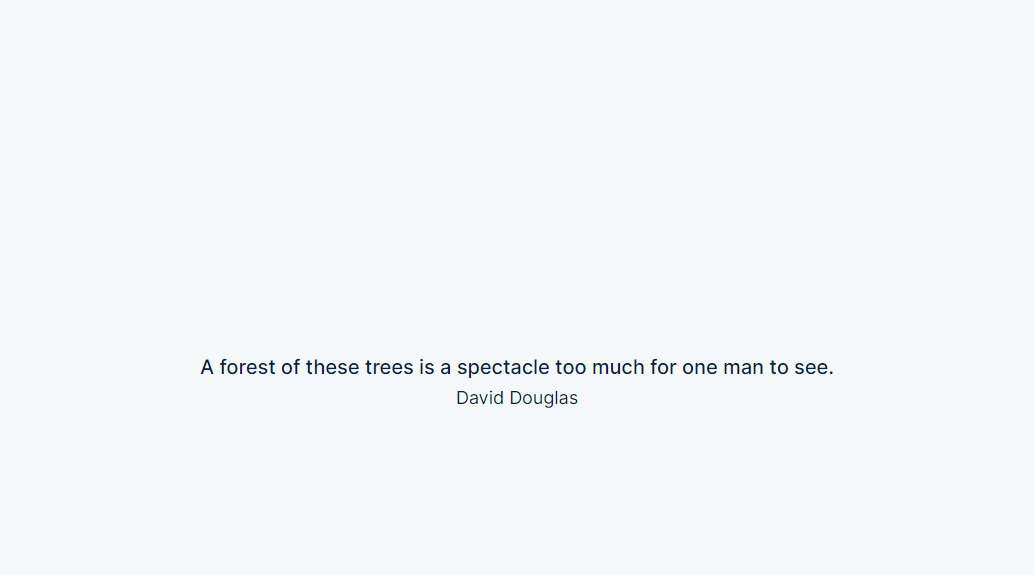 A forest of these trees is a spectacle too much for one man to see.
David Douglas